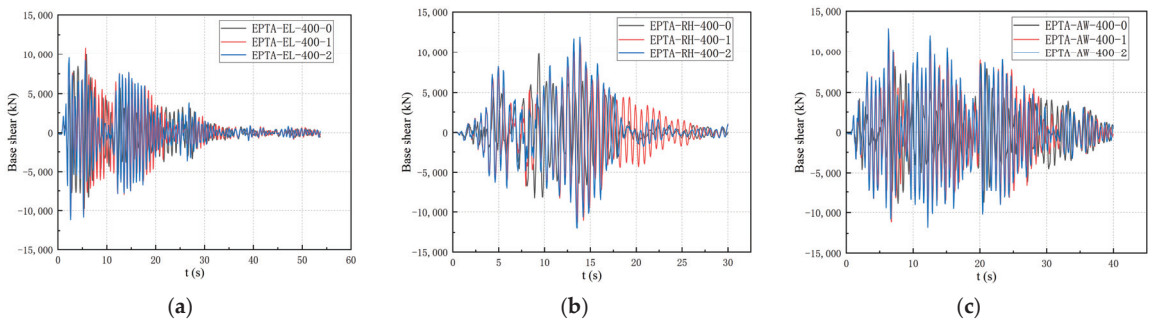 EPTA-EL-400-0
EPTA-EL-400-1
EPTA-EL-400-2
15,000
10,000
5,000
0
-5,000
-10,000
-15,000
Base shear (kN)
0 10 20 30 40 50 60
t (s)
(a)
EPTA-RH-400-0
EPTA-RH-400-1
EPTA-RH-400-2
15,000
10,000
5,000
0
-5,000
-10,000
-15,000
Base shear (kN)
0 5 10 15 20 25 30
t (s)
(b)
EPTA-AW-400-0
EPTA-AW-400-1
EPTA-AW-400-2
15,000
10,000
5,000
0
-5,000
-10,000
-15,000
Base shear (kN)
0 10 20 30 40
t (s)
(c)